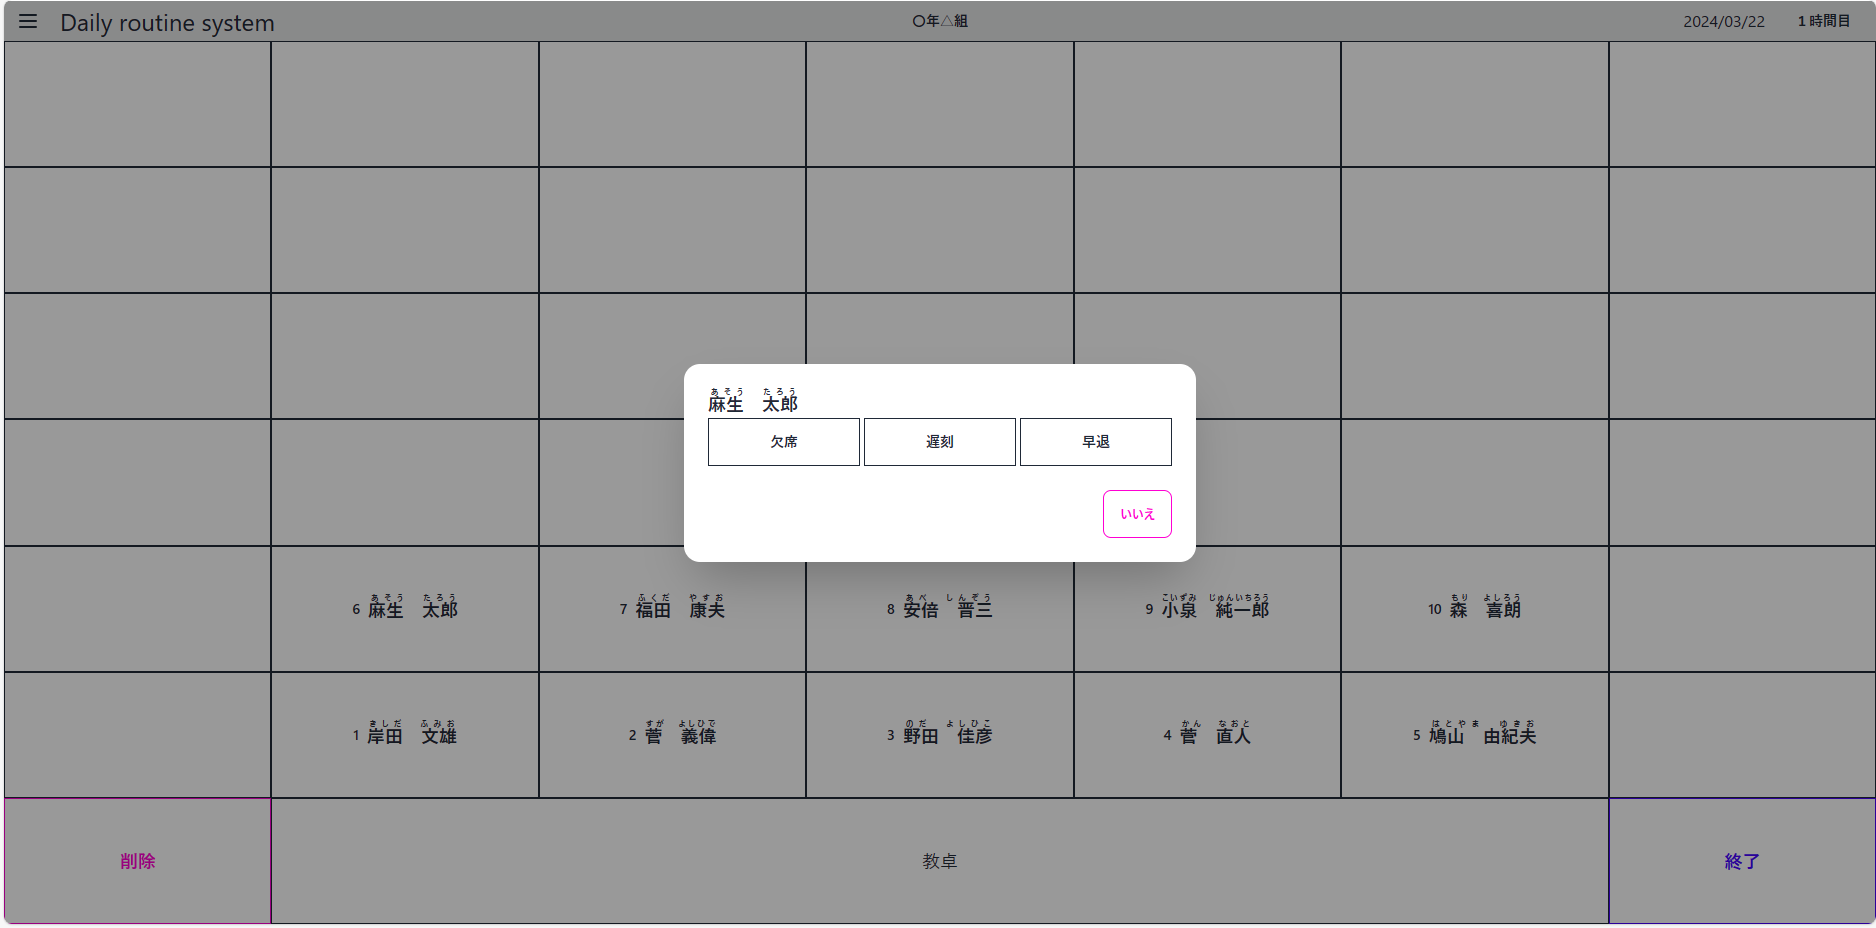 Daily routine system 〇年△組 2024/03/22 1 時間目
あそう たろう
麻生 太郎
欠席 遅刻 早退
いいえ
あそう たろう ふくだ やすお あべ しんぞう こいずみ じゅんいちろう もり よしろう
6 麻生 太郎 7 福田 康夫 8 安倍 晋三 9 小泉 純一郎 10 森 喜朗
きしだ ふみお すが よしひで のだ よしひこ かん なおと はとやま ゆきお
1 岸田 文雄 2 菅 義偉 3 野田 佳彦 4 菅 直人 5 鳩山 由紀夫
削除 教卓 終了